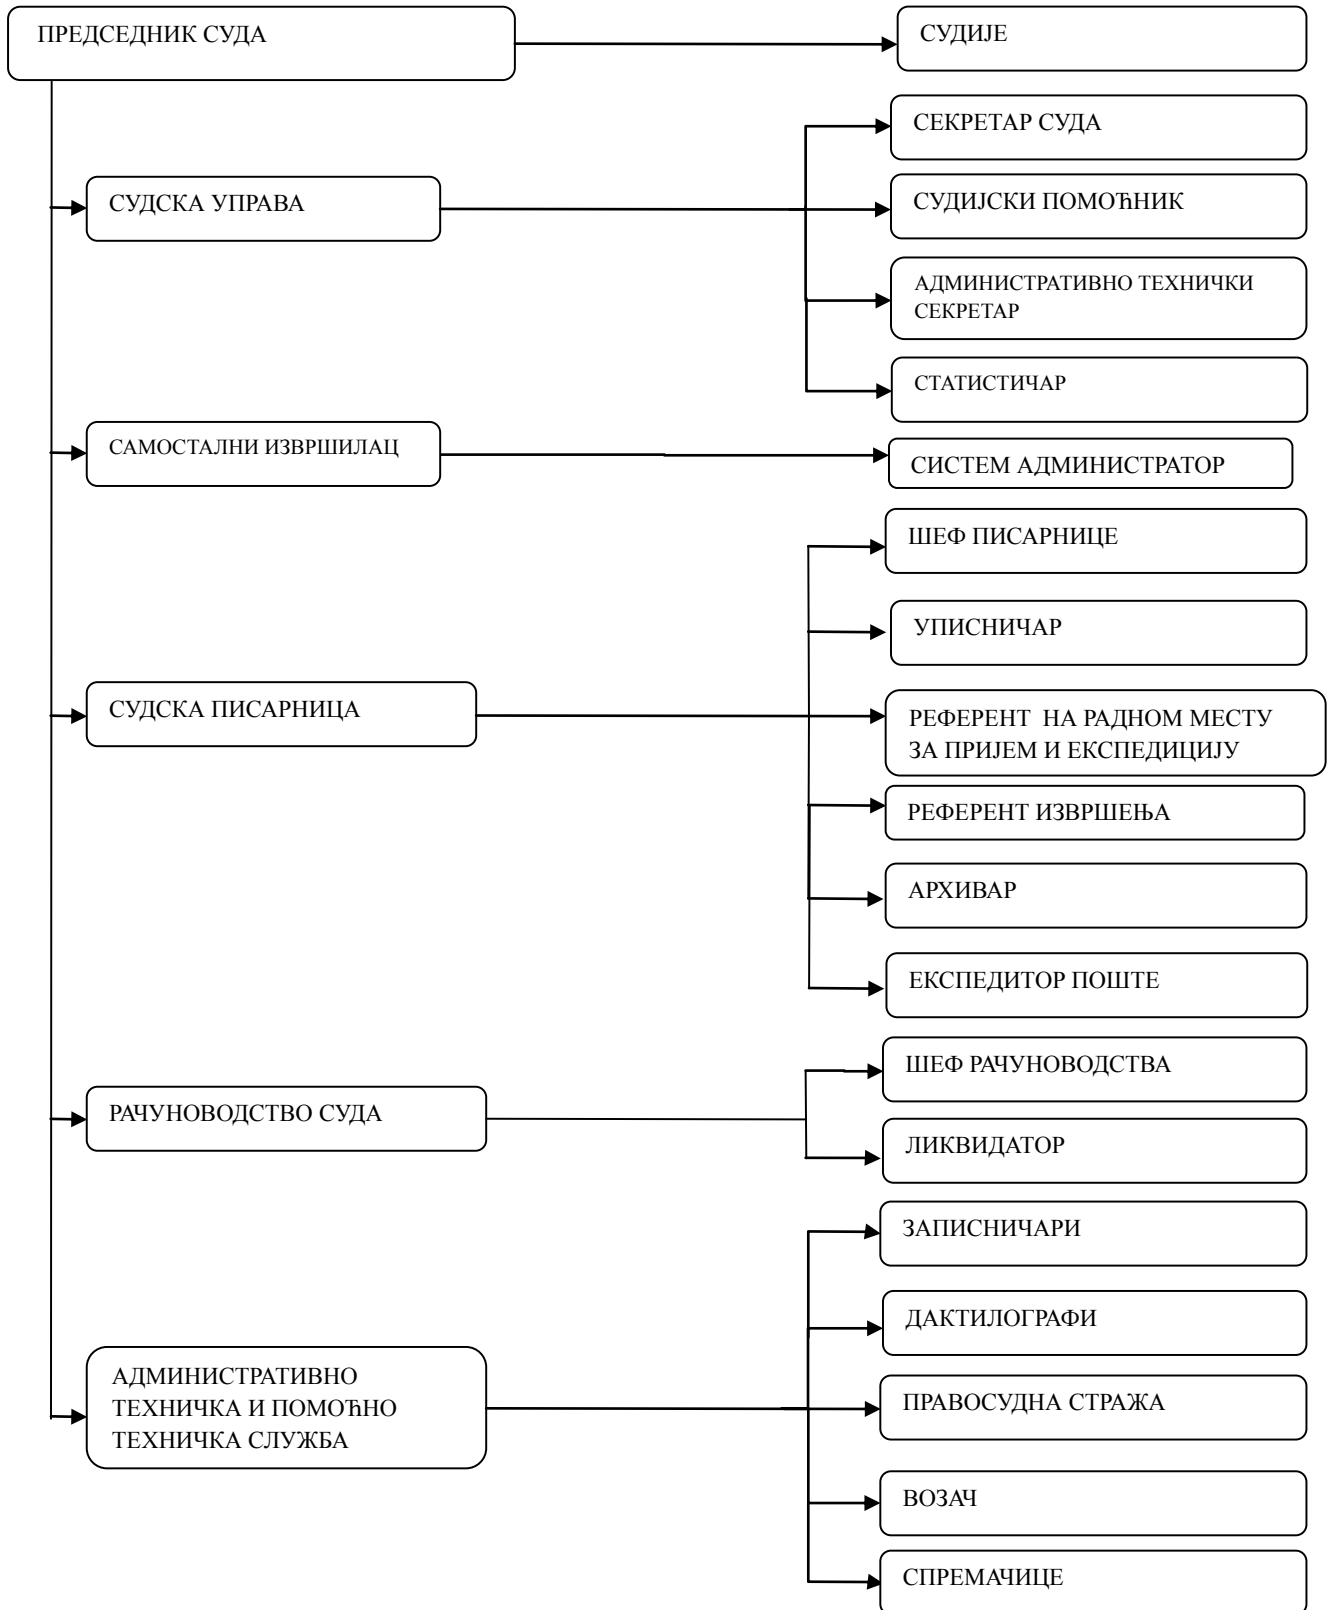 ПРЕДСЕДНИК СУДА
СУДИЈЕ
СЕКРЕТАР СУДА
СУДСКА УПРАВА
СУДИЈСКИ ПОМОЋНИК
АДМИНИСТРАТИВНО ТЕХНИЧКИ
СЕКРЕТАР
СТАТИСТИЧАР
САМОСТАЛНИ ИЗВРШИЛАЦ
СИСТЕМ АДМИНИСТРАТОР
ШЕФ ПИСАРНИЦЕ
УПИСНИЧАР
СУДСКА ПИСАРНИЦА
РЕФЕРЕНТ НА РАДНОМ МЕСТУ
ЗА ПРИЈЕМ И ЕКСПЕДИЦИЈУ
РЕФЕРЕНТ ИЗВРШЕЊА
АРХИВАР
ЕКСПЕДИТОР ПОШТЕ
ШЕФ РАЧУНОВОДСТВА
РАЧУНОВОДСТВО СУДА
ЛИКВИДАТОР
ЗАПИСНИЧАРИ
ДАКТИЛОГРАФИ
АДМИНИСТРАТИВНО
ТЕХНИЧКА И ПОМОЋНО
ТЕХНИЧКА СЛУЖБА
ПРАВОСУДНА СТРАЖА
ВОЗАЧ
СПРЕМАЧИЦЕ